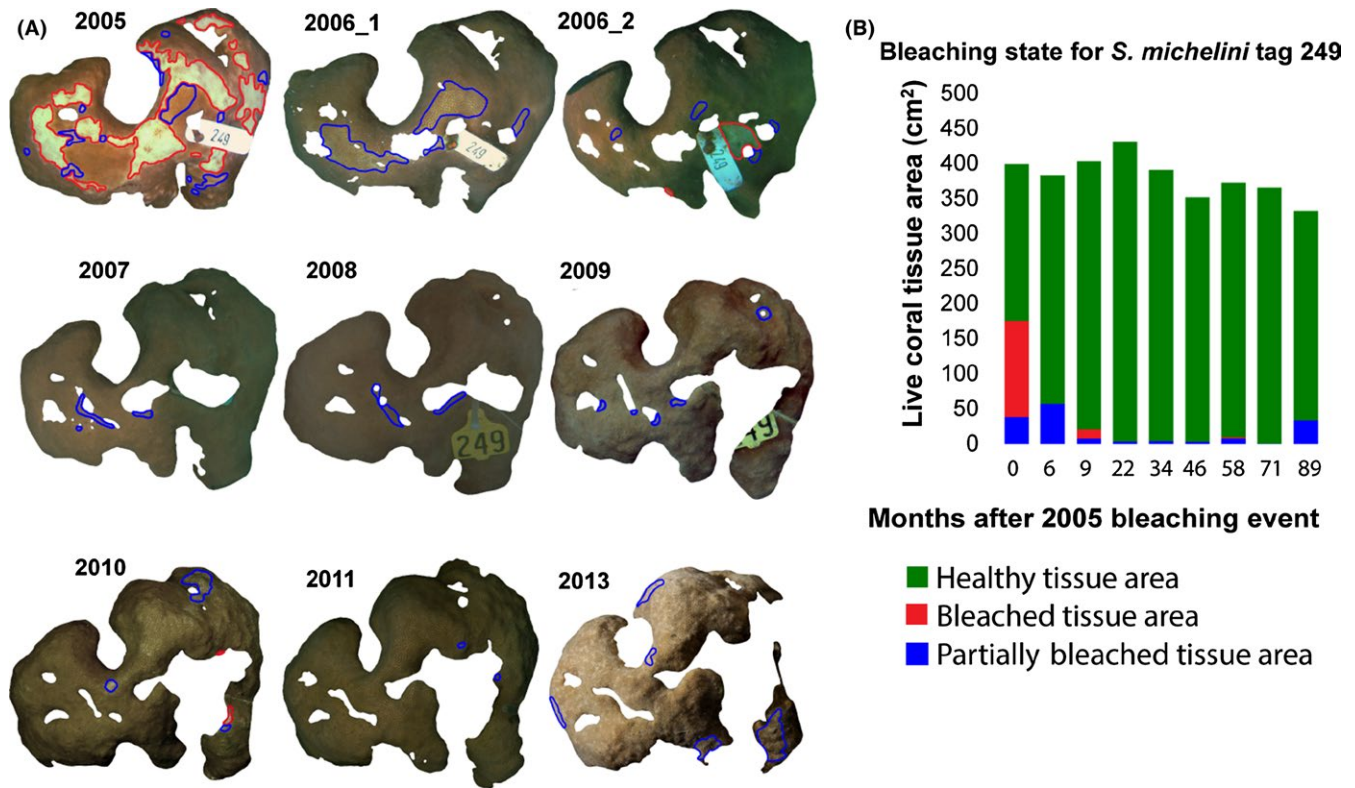 (A)
2005
2006_1
2006_2
249
249
249
2007
2008
2009
249
49
2010
2011
2013
(B)
Bleaching state for S. michelini tag 249
Live coral tissue area (cm²)
500
450
400
350
300
250
200
150
100
50
0
0 6 9 22 34 46 58 71 89
Months after 2005 bleaching event
Healthy tissue area
Bleached tissue area
Partially bleached tissue area